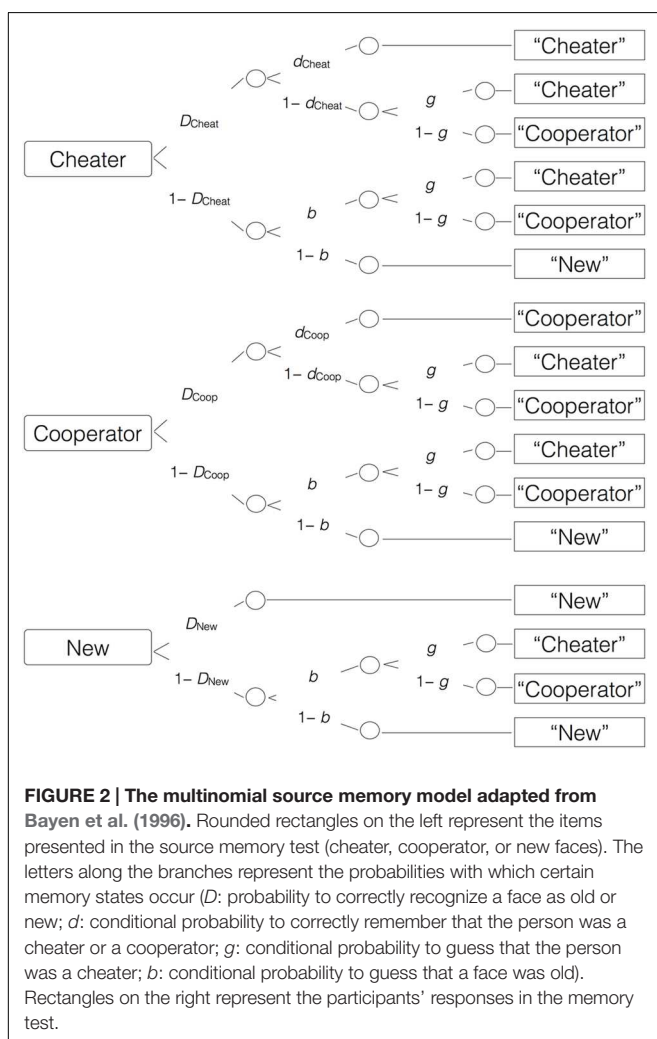 dCheat
"Cheater"
DCheat
1– dCheat
g
"Cheater"
1– g
"Cooperator"
Cheater
1– DCheat
b
g
"Cheater"
1– g
"Cooperator"
1– b
"New"
dCoop
"Cooperator"
DCoop
1– dCoop
g
"Cheater"
1– g
"Cooperator"
Cooperator
1– DCoop
b
g
"Cheater"
1– g
"Cooperator"
1– b
"New"
DNew
"New"
New
1– DNew
b
g
"Cheater"
1– g
"Cooperator"
1– b
"New"
FIGURE 2 | The multinomial source memory model adapted from
Bayen et al. (1996). Rounded rectangles on the left represent the items
presented in the source memory test (cheater, cooperator, or new faces). The
letters along the branches represent the probabilities with which certain
memory states occur (D: probability to correctly recognize a face as old or
new; d: conditional probability to correctly remember that the person was a
cheater or a cooperator; g: conditional probability to guess that the person
was a cheater; b: conditional probability to guess that a face was old).
Rectangles on the right represent the participants' responses in the memory
test.